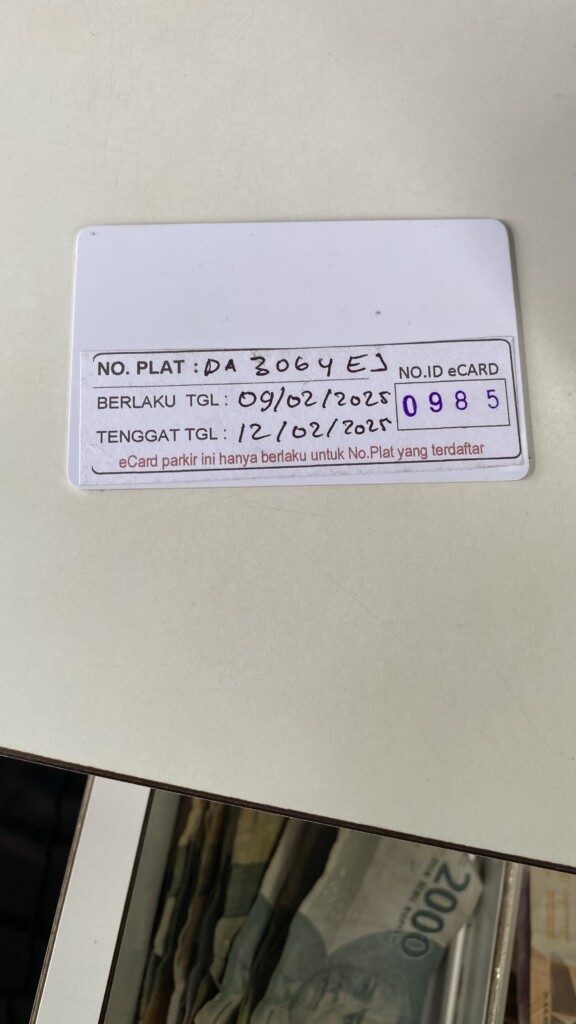 NO. PLAT : DA 3064 EJ
NO.ID eCARD
BERLAKU TGL : 09/02/2025
0985
TENGGAT TGL : 12/02/2025
eCard parkir ini hanya berlaku untuk No.Plat yang terdaftar
2000